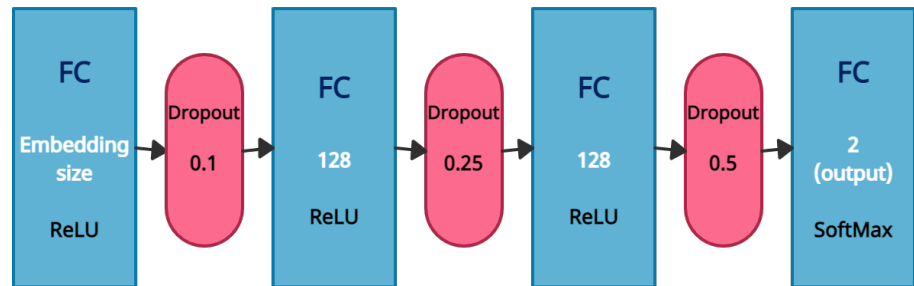 FC
Embedding
size
ReLU
Dropout
0.1
FC
128
ReLU
Dropout
0.25
FC
128
ReLU
Dropout
0.5
FC
2
(output)
SoftMax